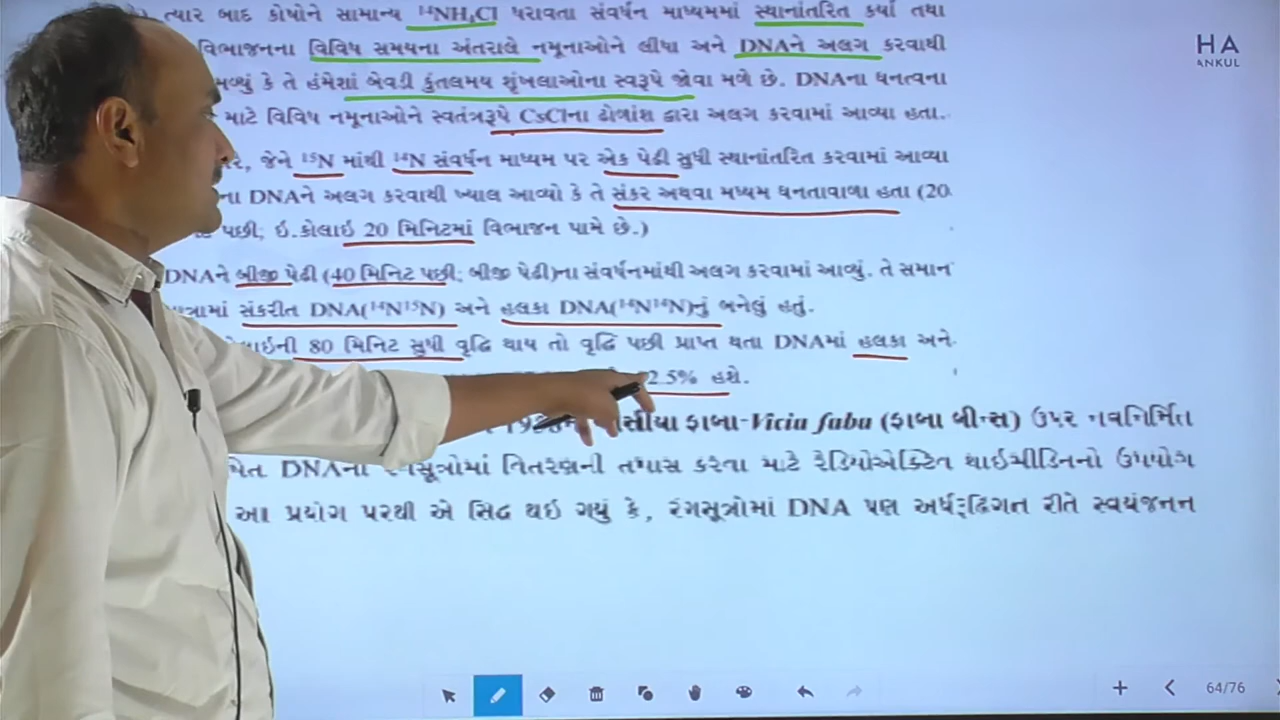 ત્યાર બાદ કોષોને સામાન્ય ¹⁴NH₄Cl ધરાવતા સંવર્ધન માધ્યમમાં સ્થાનાંતરિત કર્યા તથા
વિભાજનના વિવિધ સમયના અંતરાલે નમૂનાઓને લીધા અને DNAને અલગ કરવાથી
HA
ANKUL
કે તે હંમેશાં બેવડી કુંતલમય શૃંખલાઓના સ્વરૂપે જોવા મળે છે. DNAના ઘનત્વના
માટે વિવિધ નમૂનાઓને સ્વતંત્રરૂપે CsClના ઢોળાંશ દ્વારા અલગ કરવામાં આવ્યા હતા.
જેને ¹⁵N માંથી ¹⁴N સંવર્ધન માધ્યમ પર એક પેઢી સુધી સ્થાનાંતરિત કરવામાં આવ્યા
DNAને અલગ કરવાથી ખ્યાલ આવ્યો કે તે સંકર અથવા મધ્યમ ઘનતાવાળા હતા (20
પછી; ઇ.કોલાઇ 20 મિનિટમાં વિભાજન પામે છે.)
DNAને બીજી પેઢી (40 મિનિટ પછી; બીજી પેઢી)ના સંવર્ધનમાંથી અલગ કરવામાં આવ્યું. તે સમાન
સંકરીત DNA(¹⁴N¹⁵N) અને હલકા DNA(¹⁴N¹⁴N)નું બનેલું હતું.
80 મિનિટ સુધી વૃદ્ધિ થાય તો વૃદ્ધિ પછી પ્રાપ્ત થતા DNAમાં હલકા અને
2.5% હશે.
ફાબા-Vicia faba (ફાબા બીન્સ) ઉપર નવનિર્મિત
DNAના વિતરણની તપાસ કરવા માટે રેડિયોએક્ટિવ થાઇમીડિનનો ઉપયોગ
આ પ્રયોગ પરથી એ સિદ્ધ થઇ ગયું કે, રંગસૂત્રોમાં DNA પણ અર્ધરૂઢિગત રીતે સ્વયંજનન
64/76